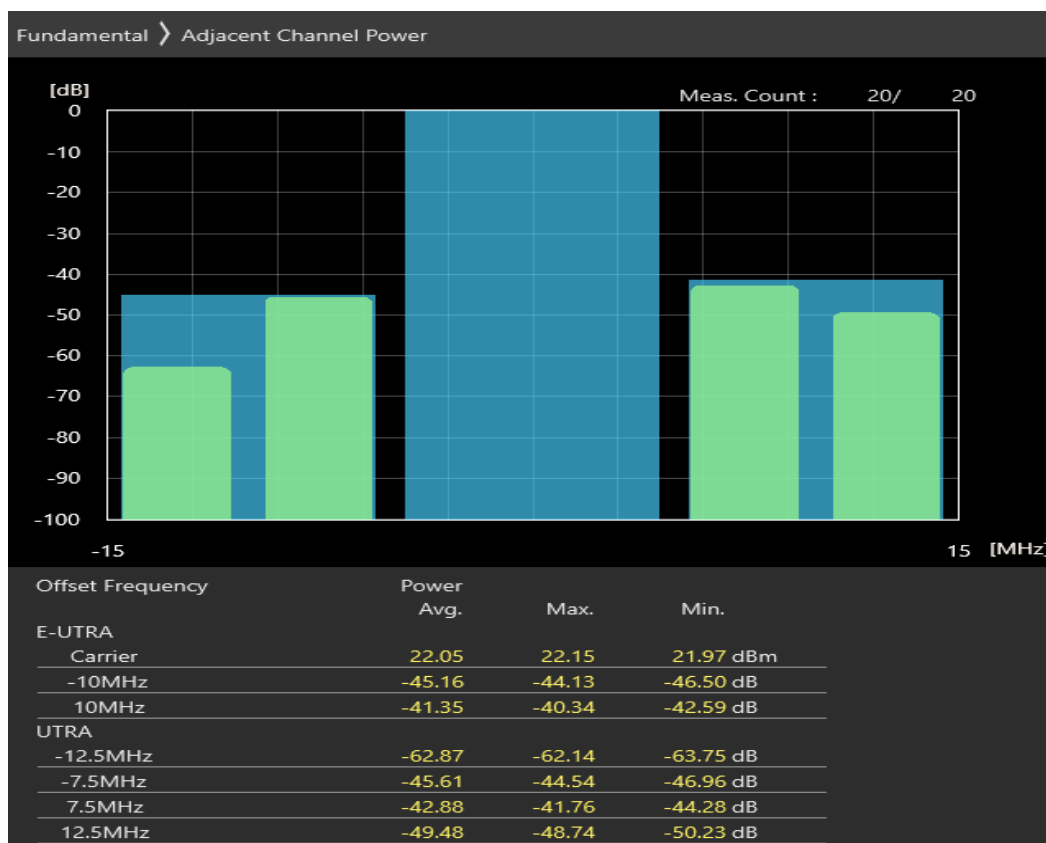 Fundamental 〉 Adjacent Channel Power
[dB]
Meas. Count : 20/ 20
0
-10
-20
-30
-40
-50
-60
-70
-80
-90
-100
-15 15 [MHz]
Offset Frequency Power
Avg. Max. Min.
E-UTRA
Carrier 22.05 22.15 21.97 dBm
-10MHz -45.16 -44.13 -46.50 dB
10MHz -41.35 -40.34 -42.59 dB
UTRA
-12.5MHz -62.87 -62.14 -63.75 dB
-7.5MHz -45.61 -44.54 -46.96 dB
7.5MHz -42.88 -41.76 -44.28 dB
12.5MHz -49.48 -48.74 -50.23 dB